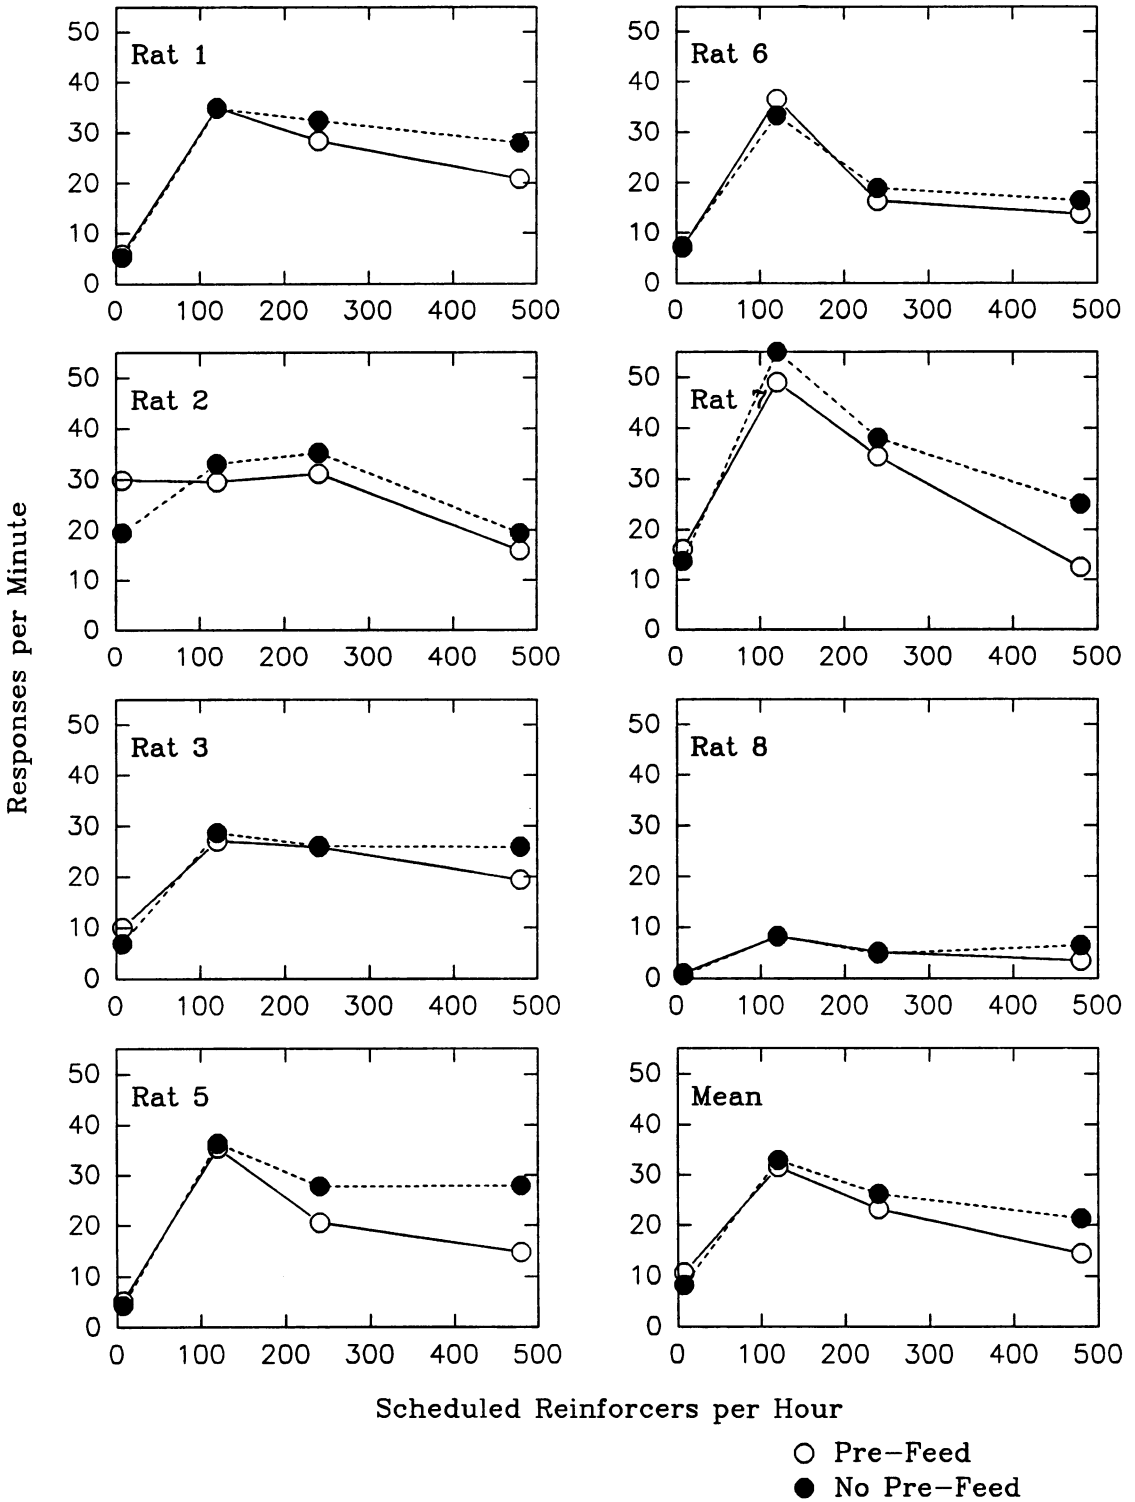 Responses per Minute
Rat 1
50
40
30
20
10
0
0 100 200 300 400 500
Rat 6
50
40
30
20
10
0
0 100 200 300 400 500
Rat 2
50
40
30
20
10
0
0 100 200 300 400 500
Rat 7
50
40
30
20
10
0
0 100 200 300 400 500
Rat 3
50
40
30
20
10
0
0 100 200 300 400 500
Rat 8
50
40
30
20
10
0
0 100 200 300 400 500
Rat 5
50
40
30
20
10
0
0 100 200 300 400 500
Mean
50
40
30
20
10
0
0 100 200 300 400 500
Scheduled Reinforcers per Hour
Pre-Feed
No Pre-Feed